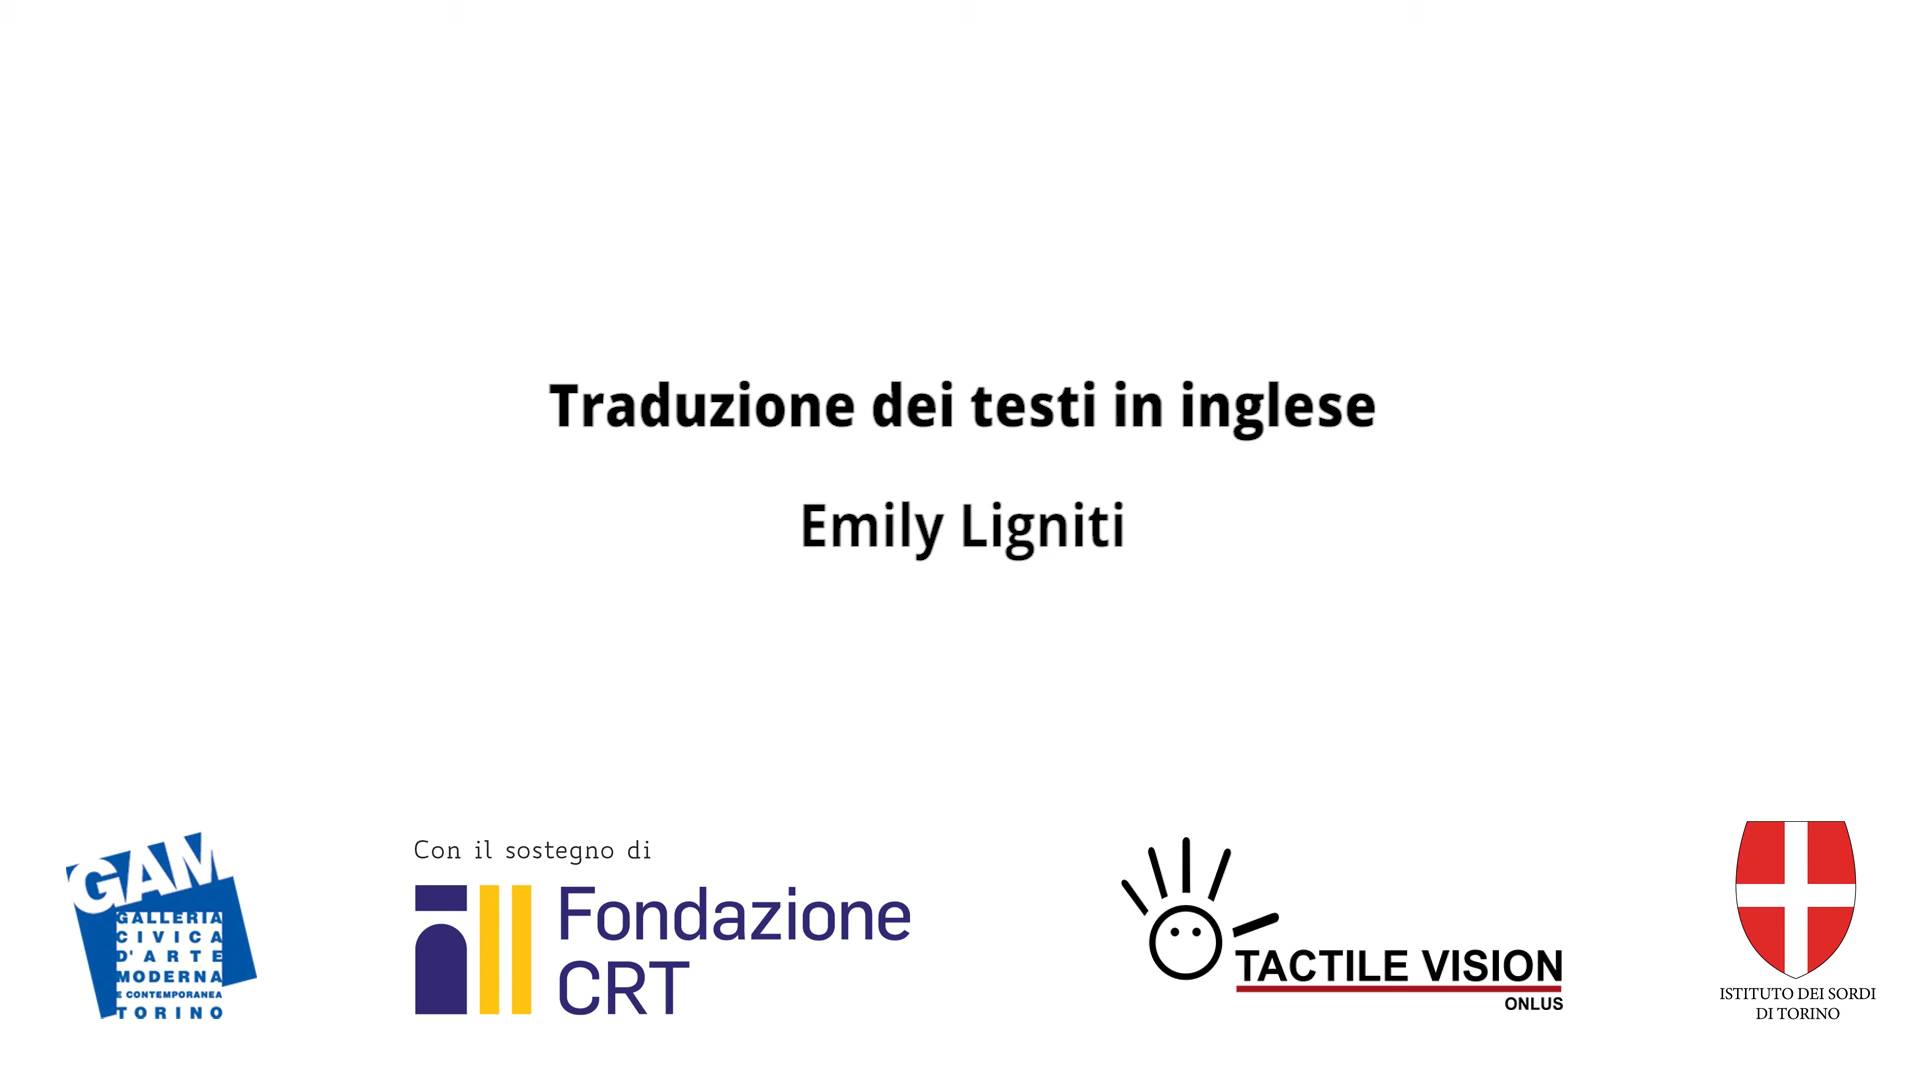 Traduzione dei testi in inglese
Emily Ligniti
GAM
GALLERIA
CIVICA
D'ARTE
MODERNA
E CONTEMPORANEA
TORINO
Con il sostegno di
Fondazione
CRT
TACTILE VISION
ONLUS
ISTITUTO DEI SORDI
DI TORINO